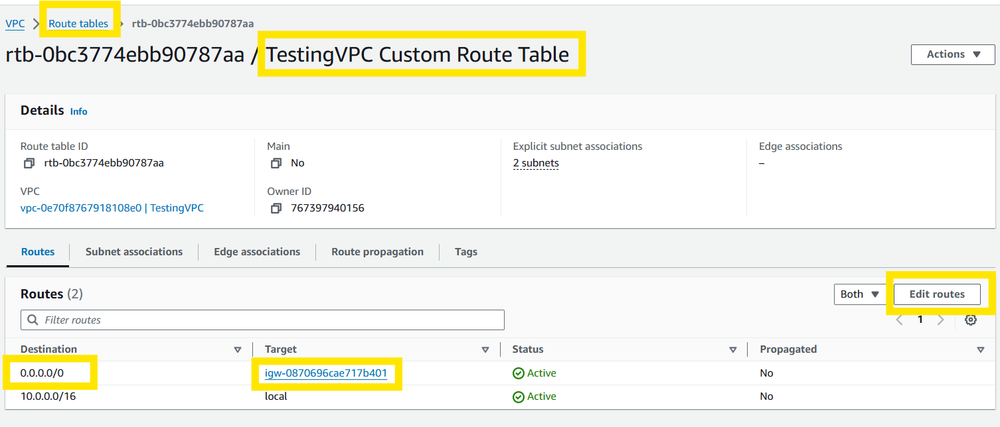 VPC > Route tables > rtb-0bc3774ebb90787aa
rtb-0bc3774ebb90787aa / TestingVPC Custom Route Table
Actions
Details Info
Route table ID
rtb-0bc3774ebb90787aa
Main
No
Explicit subnet associations
2 subnets
Edge associations
–
VPC
vpc-0e70f8767918108e0 | TestingVPC
Owner ID
767397940156
Routes
Subnet associations
Edge associations
Route propagation
Tags
Routes (2)
Both
Edit routes
Filter routes
1
Destination Target Status Propagated
0.0.0.0/0 igw-0870696cae717b401 Active No
10.0.0.0/16 local Active No